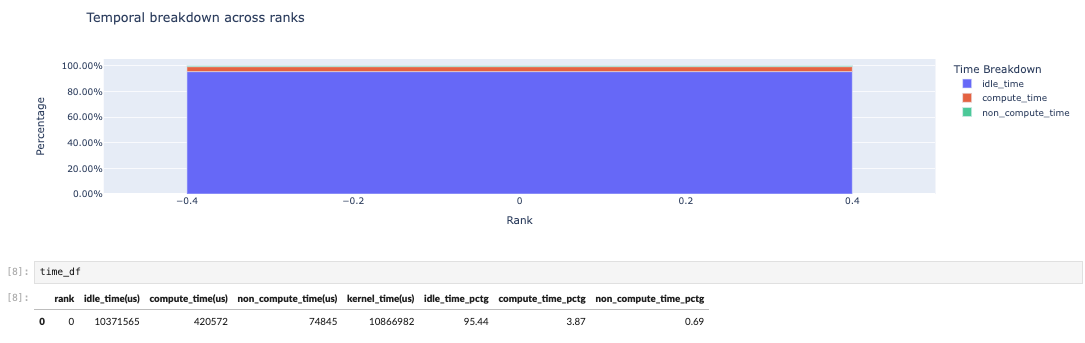 Temporal breakdown across ranks
100.00%
80.00%
60.00%
40.00%
20.00%
0.00%
Percentage
−0.4
−0.2
0
0.2
0.4
Rank
Time Breakdown
idle_time
compute_time
non_compute_time
[8]: time_df
[8]: rank idle_time(us) compute_time(us) non_compute_time(us) kernel_time(us) idle_time_pctg compute_time_pctg non_compute_time_pctg
0 0 10371565 420572 74845 10866982 95.44 3.87 0.69